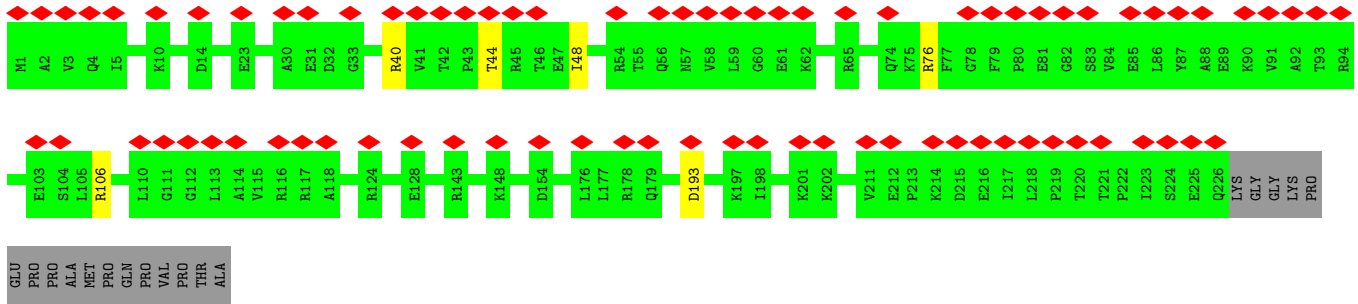 M1 A2 V3 Q4 I5 K10 D14 E23 A30 E31 D32 G33 R40 V41 T42 P43 T44 R45 T46 E47 I48 R54 T55 Q56 N57 V58 L59 G60 E61 K62 R65 Q74 K75 R76 F77 G78 F79 P80 E81 G82 S83 V84 E85 L86 Y87 A88 E89 K90 V91 A92 T93 R94
E103 S104 L105 R106 L110 G111 G112 L113 A114 V115 R116 R117 A118 R124 E128 R143 K148 D154 L176 L177 R178 Q179 D193 K197 I198 K201 K202 V211 E212 P213 K214 D215 E216 I217 L218 P219 T220 T221 P222 I223 S224 E225 Q226 LYS GLY GLY LYS PRO
GLU PRO PRO ALA MET PRO GLN PRO VAL PRO THR ALA